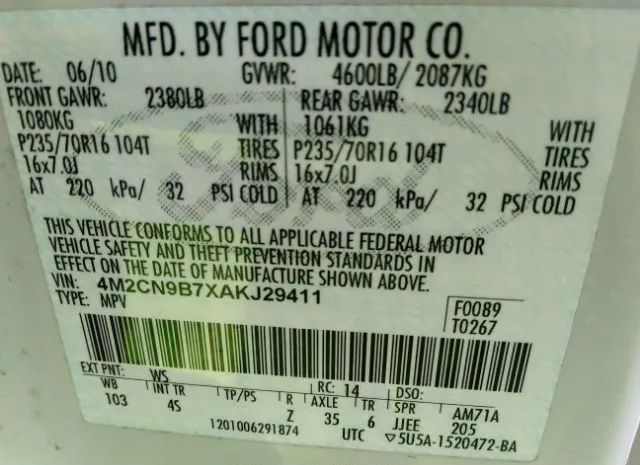 MFD. BY FORD MOTOR CO.
DATE: 06/10 GVWR: 4600LB/ 2087KG
FRONT GAWR: 2380LB REAR GAWR: 2340LB
1080KG WITH 1061KG WITH
P235/70R16 104T TIRES P235/70R16 104T TIRES
16x7.0J RIMS 16x7.0J RIMS
AT 220 kPa/ 32 PSI COLD AT 220 kPa/ 32 PSI COLD
THIS VEHICLE CONFORMS TO ALL APPLICABLE FEDERAL MOTOR
VEHICLE SAFETY AND THEFT PREVENTION STANDARDS IN
EFFECT ON THE DATE OF MANUFACTURE SHOWN ABOVE.
VIN: 4M2CN9B7XAKJ29411
TYPE: MPV
F0089
T0267
EXT PNT: WS RC: 14 DSO:
WB INT TR TP/PS R AXLE TR SPR AM71A
103 4S Z 35 6 JJEE 205
1201006291874 UTC ▽5U5A-1520472-BA
Ford